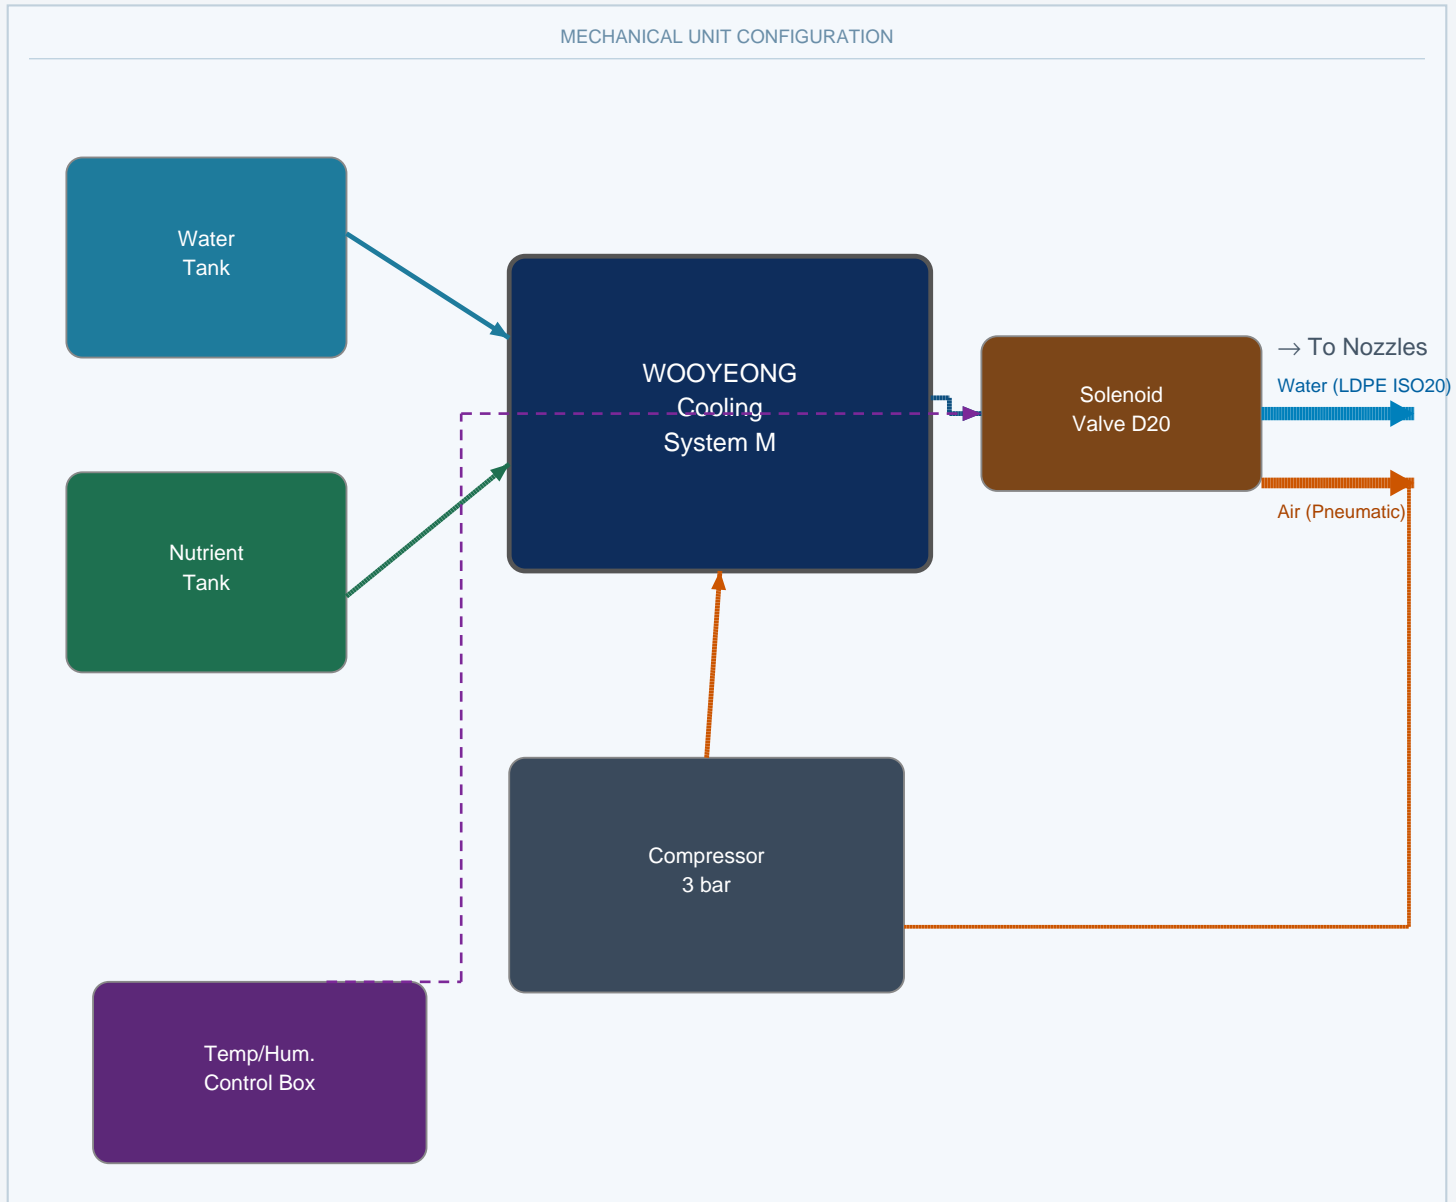 MECHANICAL UNIT CONFIGURATION
Water
Tank
WOOYEONG
Cooling
System M
Solenoid
Valve D20
→ To Nozzles
Water (LDPE ISO20)
Air (Pneumatic)
Nutrient
Tank
Compressor
3 bar
Temp/Hum.
Control Box